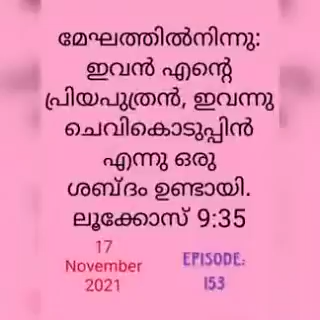 മേഘത്തിൽനിന്നു:
ഇവൻ എന്റെ
പ്രിയപുത്രൻ, ഇവന്നു
ചെവികൊടുപ്പിൻ
എന്നു ഒരു
ശബ്ദം ഉണ്ടായി.
ലൂക്കോസ് 9:35
17
November
2021
EPISODE:
153